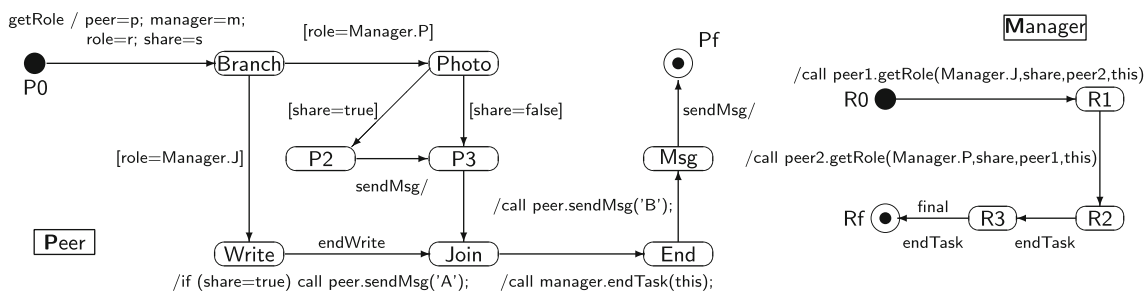 getRole / peer=p; manager=m;
role=r; share=s
P0
Branch
[role=Manager.P]
Photo
[share=true]
[share=false]
[role=Manager.J]
P2
sendMsg/
P3
Peer
Write
endWrite
/if (share=true) call peer.sendMsg('A');
Join
/call manager.endTask(this);
End
/call peer.sendMsg('B');
Msg
sendMsg/
Pf
Manager
/call peer1.getRole(Manager.J,share,peer2,this)
R0
R1
/call peer2.getRole(Manager.P,share,peer1,this)
Rf
final
endTask
R3
endTask
R2